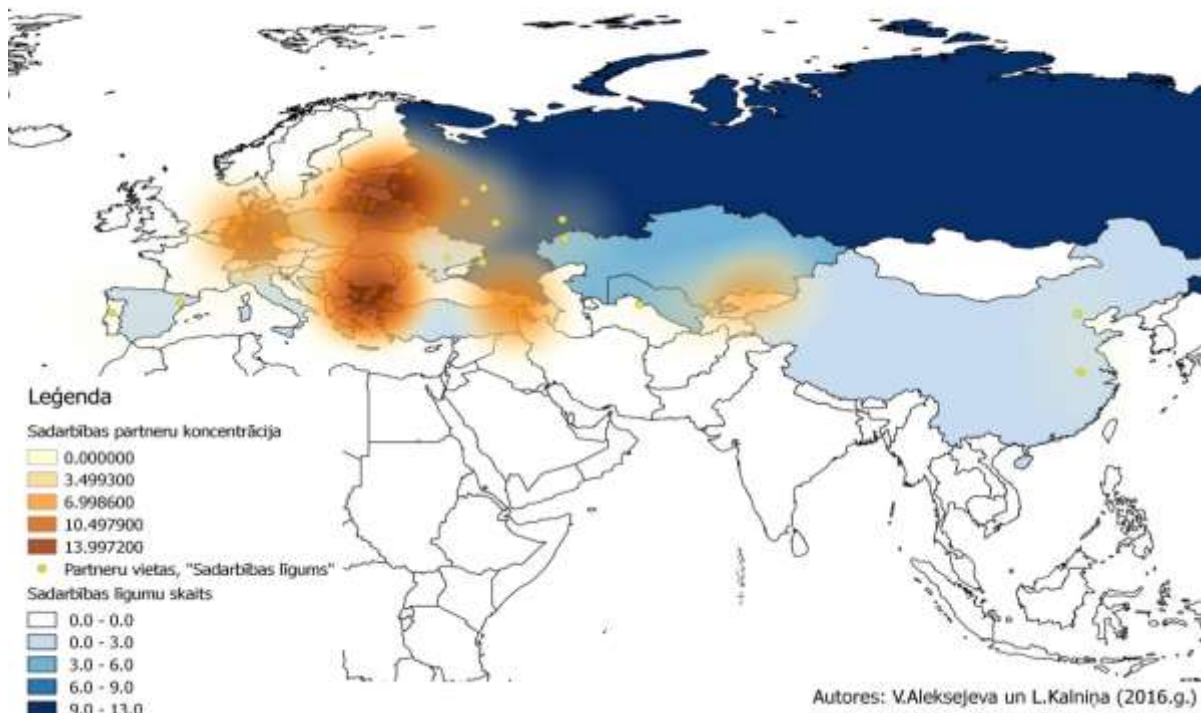 Leģenda
Sadarbības partneru koncentrācija
0.000000
3.499300
6.998600
10.497900
13.997200
Partneru vietas, "Sadarbības līgums"
Sadarbības līgumu skaits
0.0 - 0.0
0.0 - 3.0
3.0 - 6.0
6.0 - 9.0
9.0 - 13.0
Autores: V.Aleksejeva un L.Kalniņa (2016.g.)